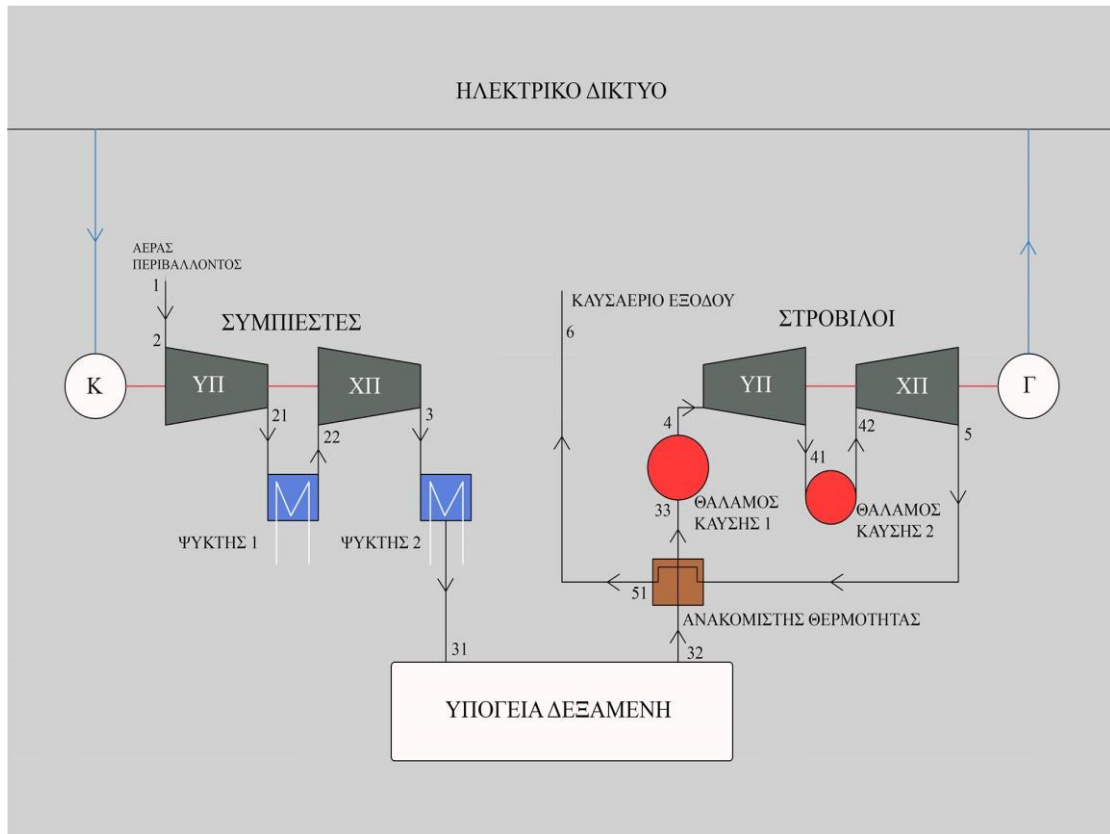 ΗΛΕΚΤΡΙΚΟ ΔΙΚΤΥΟ
ΑΕΡΑΣ
ΠΕΡΙΒΑΛΛΟΝΤΟΣ
1
2
ΣΥΜΠΙΕΣΤΕΣ
Κ
ΥΠ
ΧΠ
21
22
3
ΨΥΚΤΗΣ 1
ΨΥΚΤΗΣ 2
31
ΚΑΥΣΑΕΡΙΟ ΕΞΟΔΟΥ
6
ΣΤΡΟΒΙΛΟΙ
ΥΠ
ΧΠ
Γ
4
41
42
5
33
ΘΑΛΑΜΟΣ
ΚΑΥΣΗΣ 1
ΘΑΛΑΜΟΣ
ΚΑΥΣΗΣ 2
51
ΑΝΑΚΟΜΙΣΤΗΣ ΘΕΡΜΟΤΗΤΑΣ
32
ΥΠΟΓΕΙΑ ΔΕΞΑΜΕΝΗ